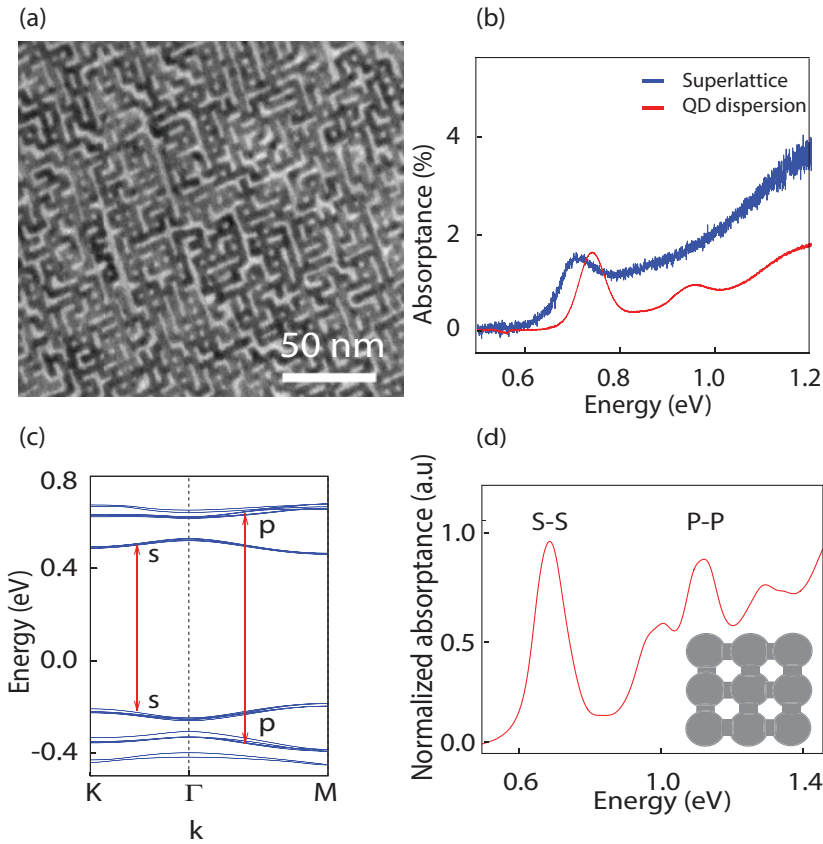 (a)
50 nm
(b)
Superlattice
QD dispersion
Absorptance (%)
4
2
0
0.6
0.8
1.0
1.2
Energy (eV)
(c)
Energy (eV)
0.8
0.4
0.0
-0.4
s
p
s
p
K
Γ
M
k
(d)
Normalized absorptance (a.u)
S-S
P-P
1.0
0.5
0.0
0.6
1.0
1.4
Energy (eV)